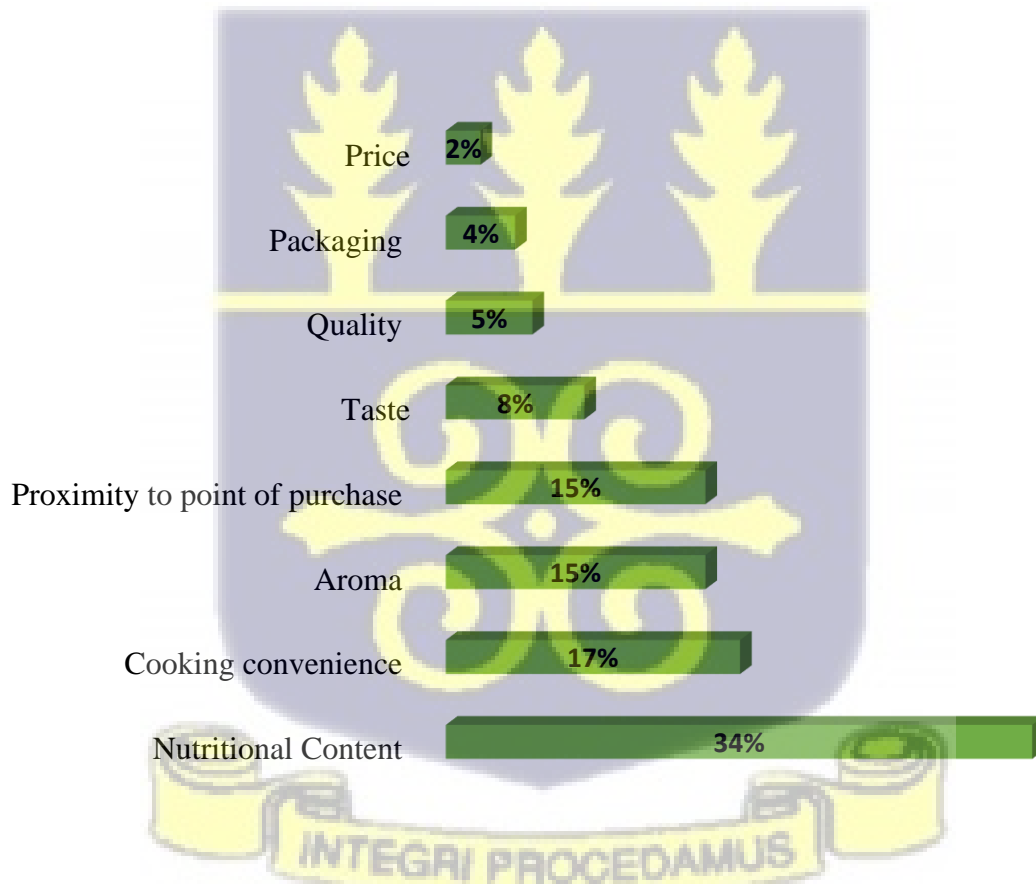 Price 2%
Packaging 4%
Quality 5%
Taste 8%
Proximity to point of purchase 15%
Aroma 15%
Cooking convenience 17%
Nutritional Content 34%
INTEGRI PROCEDAMUS